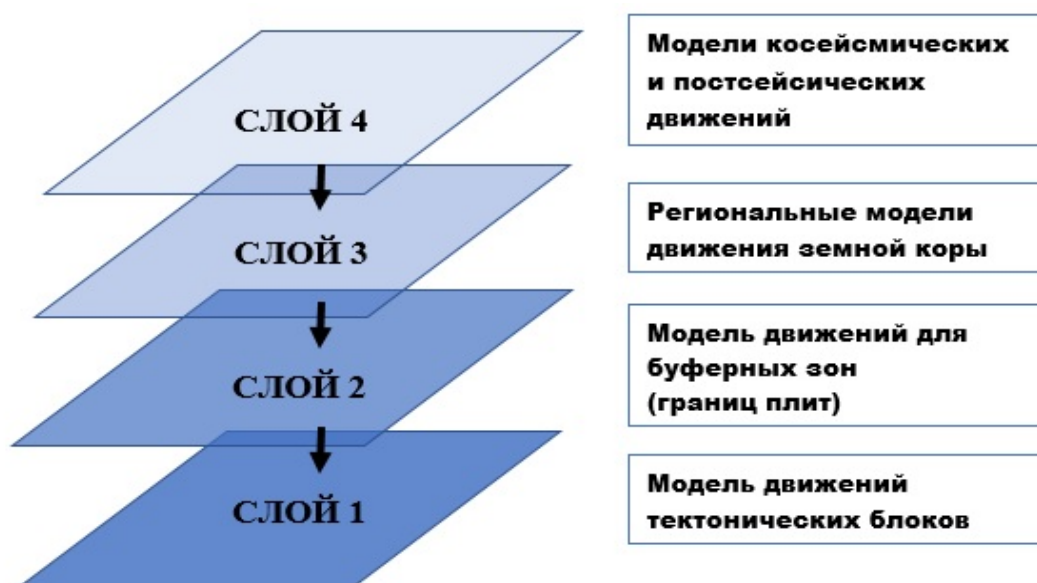 СЛОЙ 4
Модели косейсмических
и постсейсических
движений
СЛОЙ 3
Региональные модели
движения земной коры
СЛОЙ 2
Модель движений для
буферных зон
(границ плит)
СЛОЙ 1
Модель движений
тектонических блоков